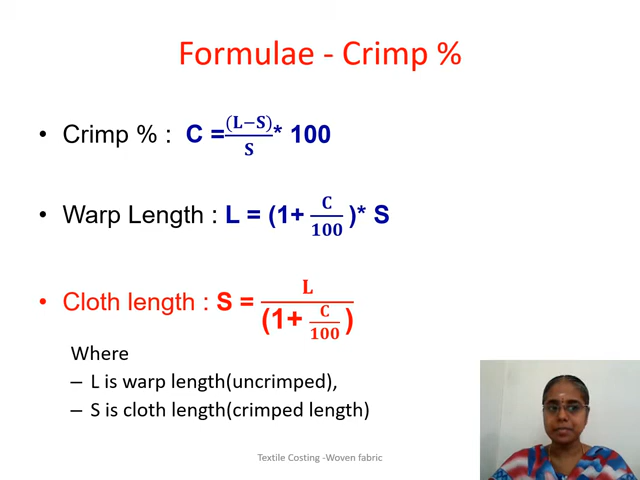 Formulae - Crimp %
• Crimp % : C = (L−S)/S * 100
• Warp Length : L = (1+ C/100 )* S
• Cloth length : S = L/(1+ C/100 )
Where
– L is warp length(uncrimped),
– S is cloth length(crimped length)
Textile Costing -Woven fabric